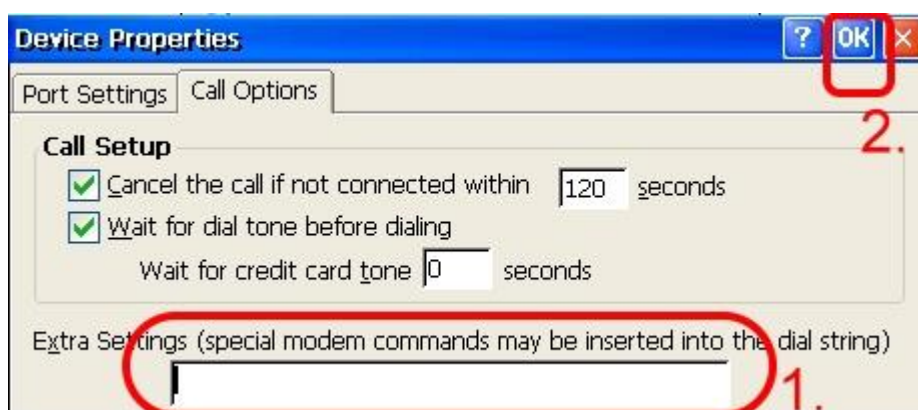 Device Properties ? OK ×
2.
Port Settings Call Options
Call Setup
Cancel the call if not connected within 120 seconds
Wait for dial tone before dialing
Wait for credit card tone 0 seconds
Extra Settings (special modem commands may be inserted into the dial string)
1.